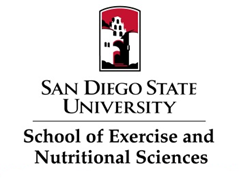 SAN DIEGO STATE
UNIVERSITY
School of Exercise and
Nutritional Sciences